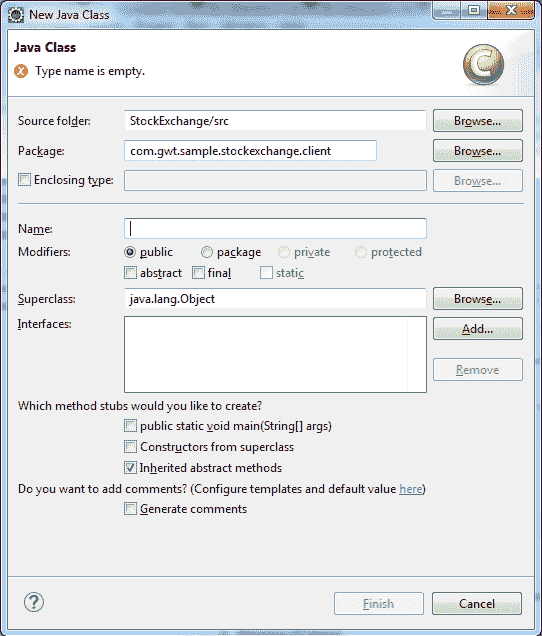 New Java Class
Java Class
Type name is empty.
Source folder: StockExchange/src Browse...
Package: com.gwt.sample.stockexchange.client Browse...
Enclosing type: Browse...
Name:
Modifiers: public package private protected
abstract final static
Superclass: java.lang.Object Browse...
Interfaces: Add...
Remove
Which method stubs would you like to create?
public static void main(String[] args)
Constructors from superclass
Inherited abstract methods
Do you want to add comments? (Configure templates and default value here)
Generate comments
? Finish Cancel